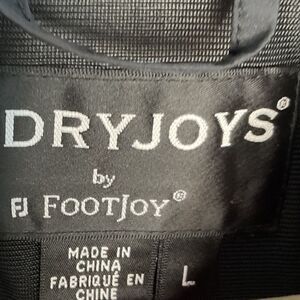 DRYJOYS®
by
FJ FOOTJOY®
MADE IN
CHINA
FABRIQUÉ EN
CHINE
L